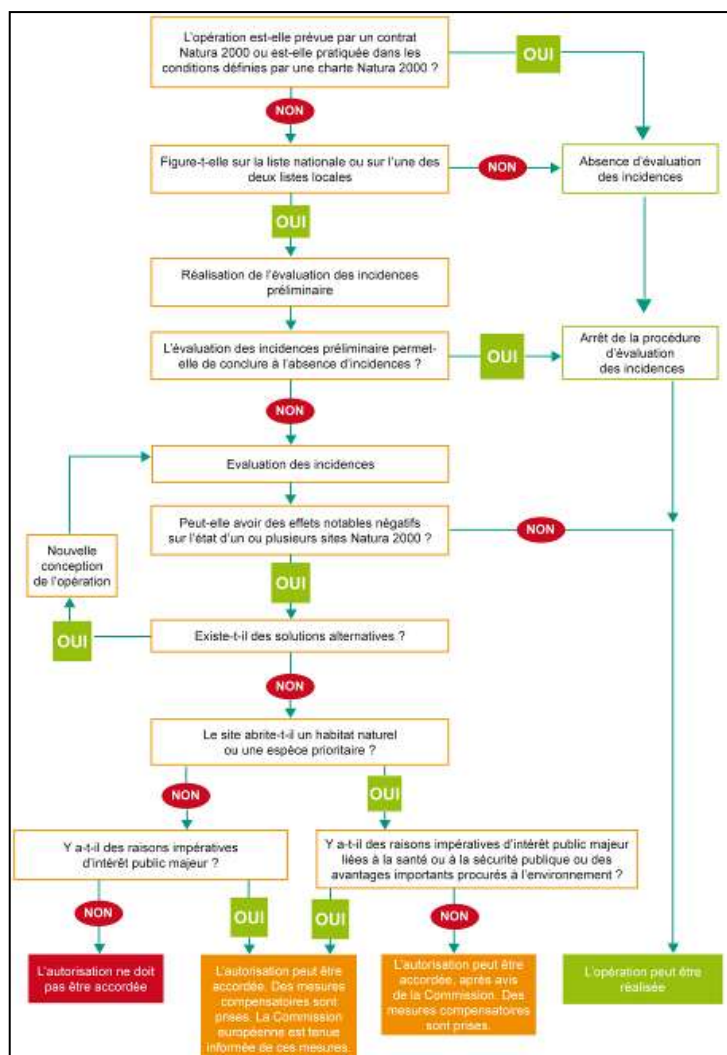 L'opération est-elle prévue par un contrat
Natura 2000 ou est-elle pratiquée dans les
conditions définies par une charte Natura 2000 ?
OUI
NON
Figure-t-elle sur la liste nationale ou sur l'une des
deux listes locales
NON
Absence d'évaluation
des incidences
OUI
Réalisation de l'évaluation des incidences
préliminaire
L'évaluation des incidences préliminaire permet-
elle de conclure à l'absence d'incidences ?
OUI
Arrêt de la procédure
d'évaluation
des incidences
NON
Evaluation des incidences
Peut-elle avoir des effets notables négatifs
sur l'état d'un ou plusieurs sites Natura 2000 ?
NON
Nouvelle
conception
de l'opération
OUI
OUI
Existe-t-il des solutions alternatives ?
NON
Le site abrite-t-il un habitat naturel
ou une espèce prioritaire ?
NON
OUI
Y a-t-il des raisons impératives
d'intérêt public majeur ?
Y a-t-il des raisons impératives d'intérêt public majeur
liées à la santé ou à la sécurité publique ou des
avantages importants procurés à l'environnement ?
NON
OUI
OUI
NON
L'autorisation ne doit
pas être accordée
L'autorisation peut être
accordée. Des mesures
compensatoires sont
prises. La Commission
européenne est tenue
informée de ces mesures.
L'autorisation peut être
accordée, après avis
de la Commission. Des
mesures compensatoires
sont prises.
L'opération peut être
réalisée